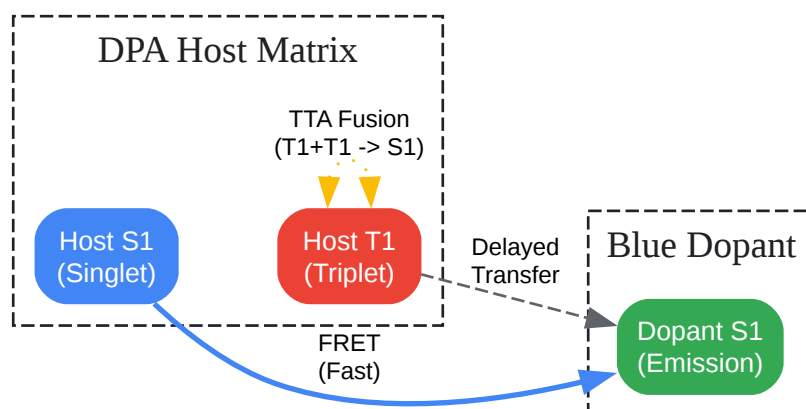 DPA Host Matrix
TTA Fusion
(T1+T1 -> S1)
Host S1
(Singlet)
Host T1
(Triplet)
Delayed
Transfer
Blue Dopant
Dopant S1
(Emission)
FRET
(Fast)